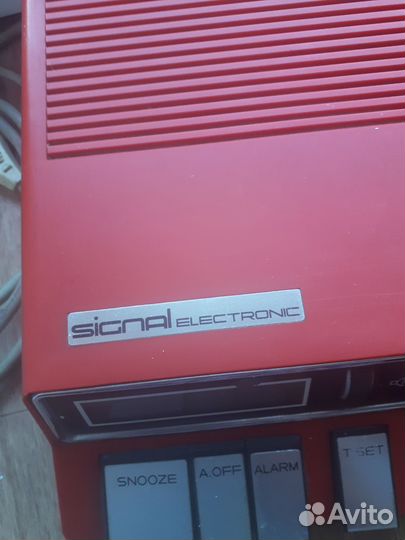 signal ELECTRONIC
SNOOZE
A.OFF
ALARM
T SET
Avito